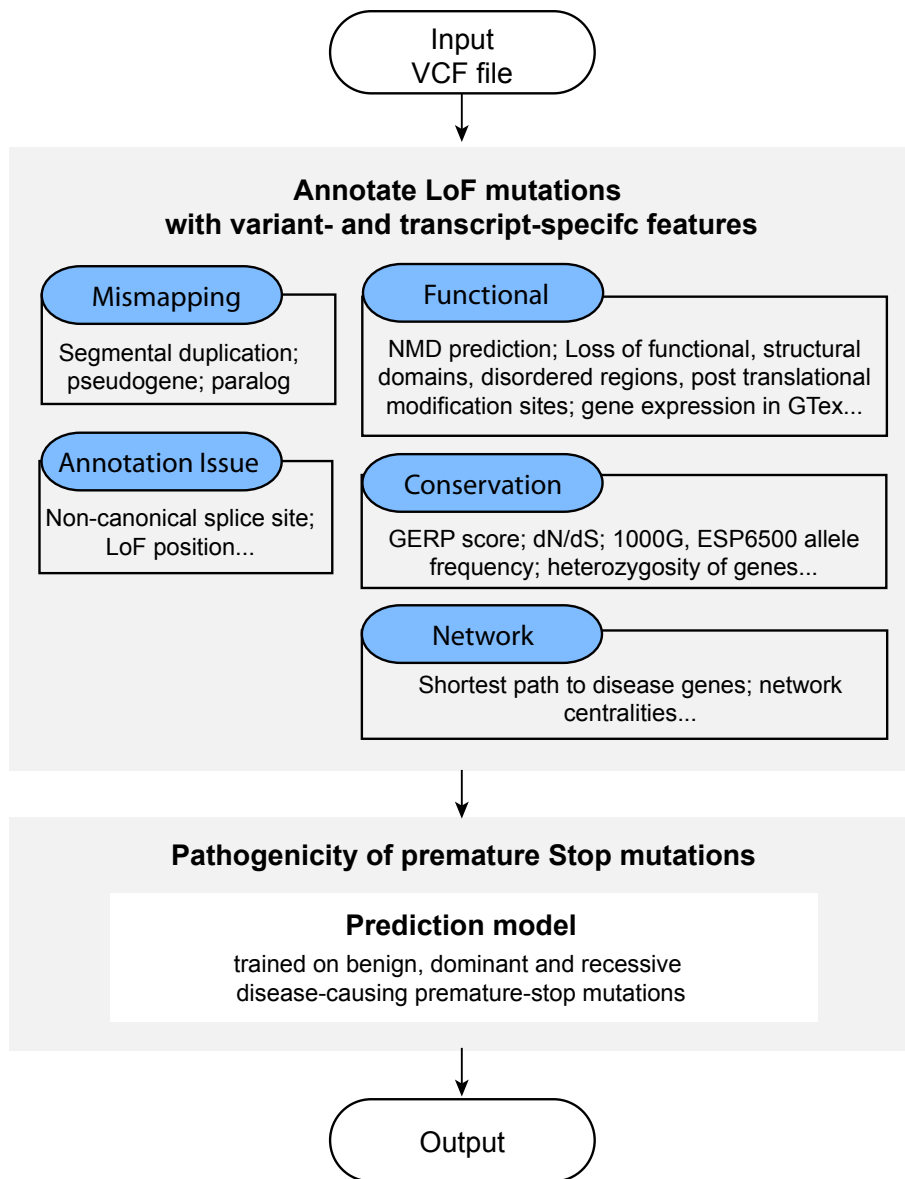 Input
VCF file
Annotate LoF mutations
with variant- and transcript-specifc features
Mismapping
Segmental duplication;
pseudogene; paralog
Annotation Issue
Non-canonical splice site;
LoF position...
Functional
NMD prediction; Loss of functional, structural
domains, disordered regions, post translational
modification sites; gene expression in GTex...
Conservation
GERP score; dN/dS; 1000G, ESP6500 allele
frequency; heterozygosity of genes...
Network
Shortest path to disease genes; network
centralities...
Pathogenicity of premature Stop mutations
Prediction model
trained on benign, dominant and recessive
disease-causing premature-stop mutations
Output